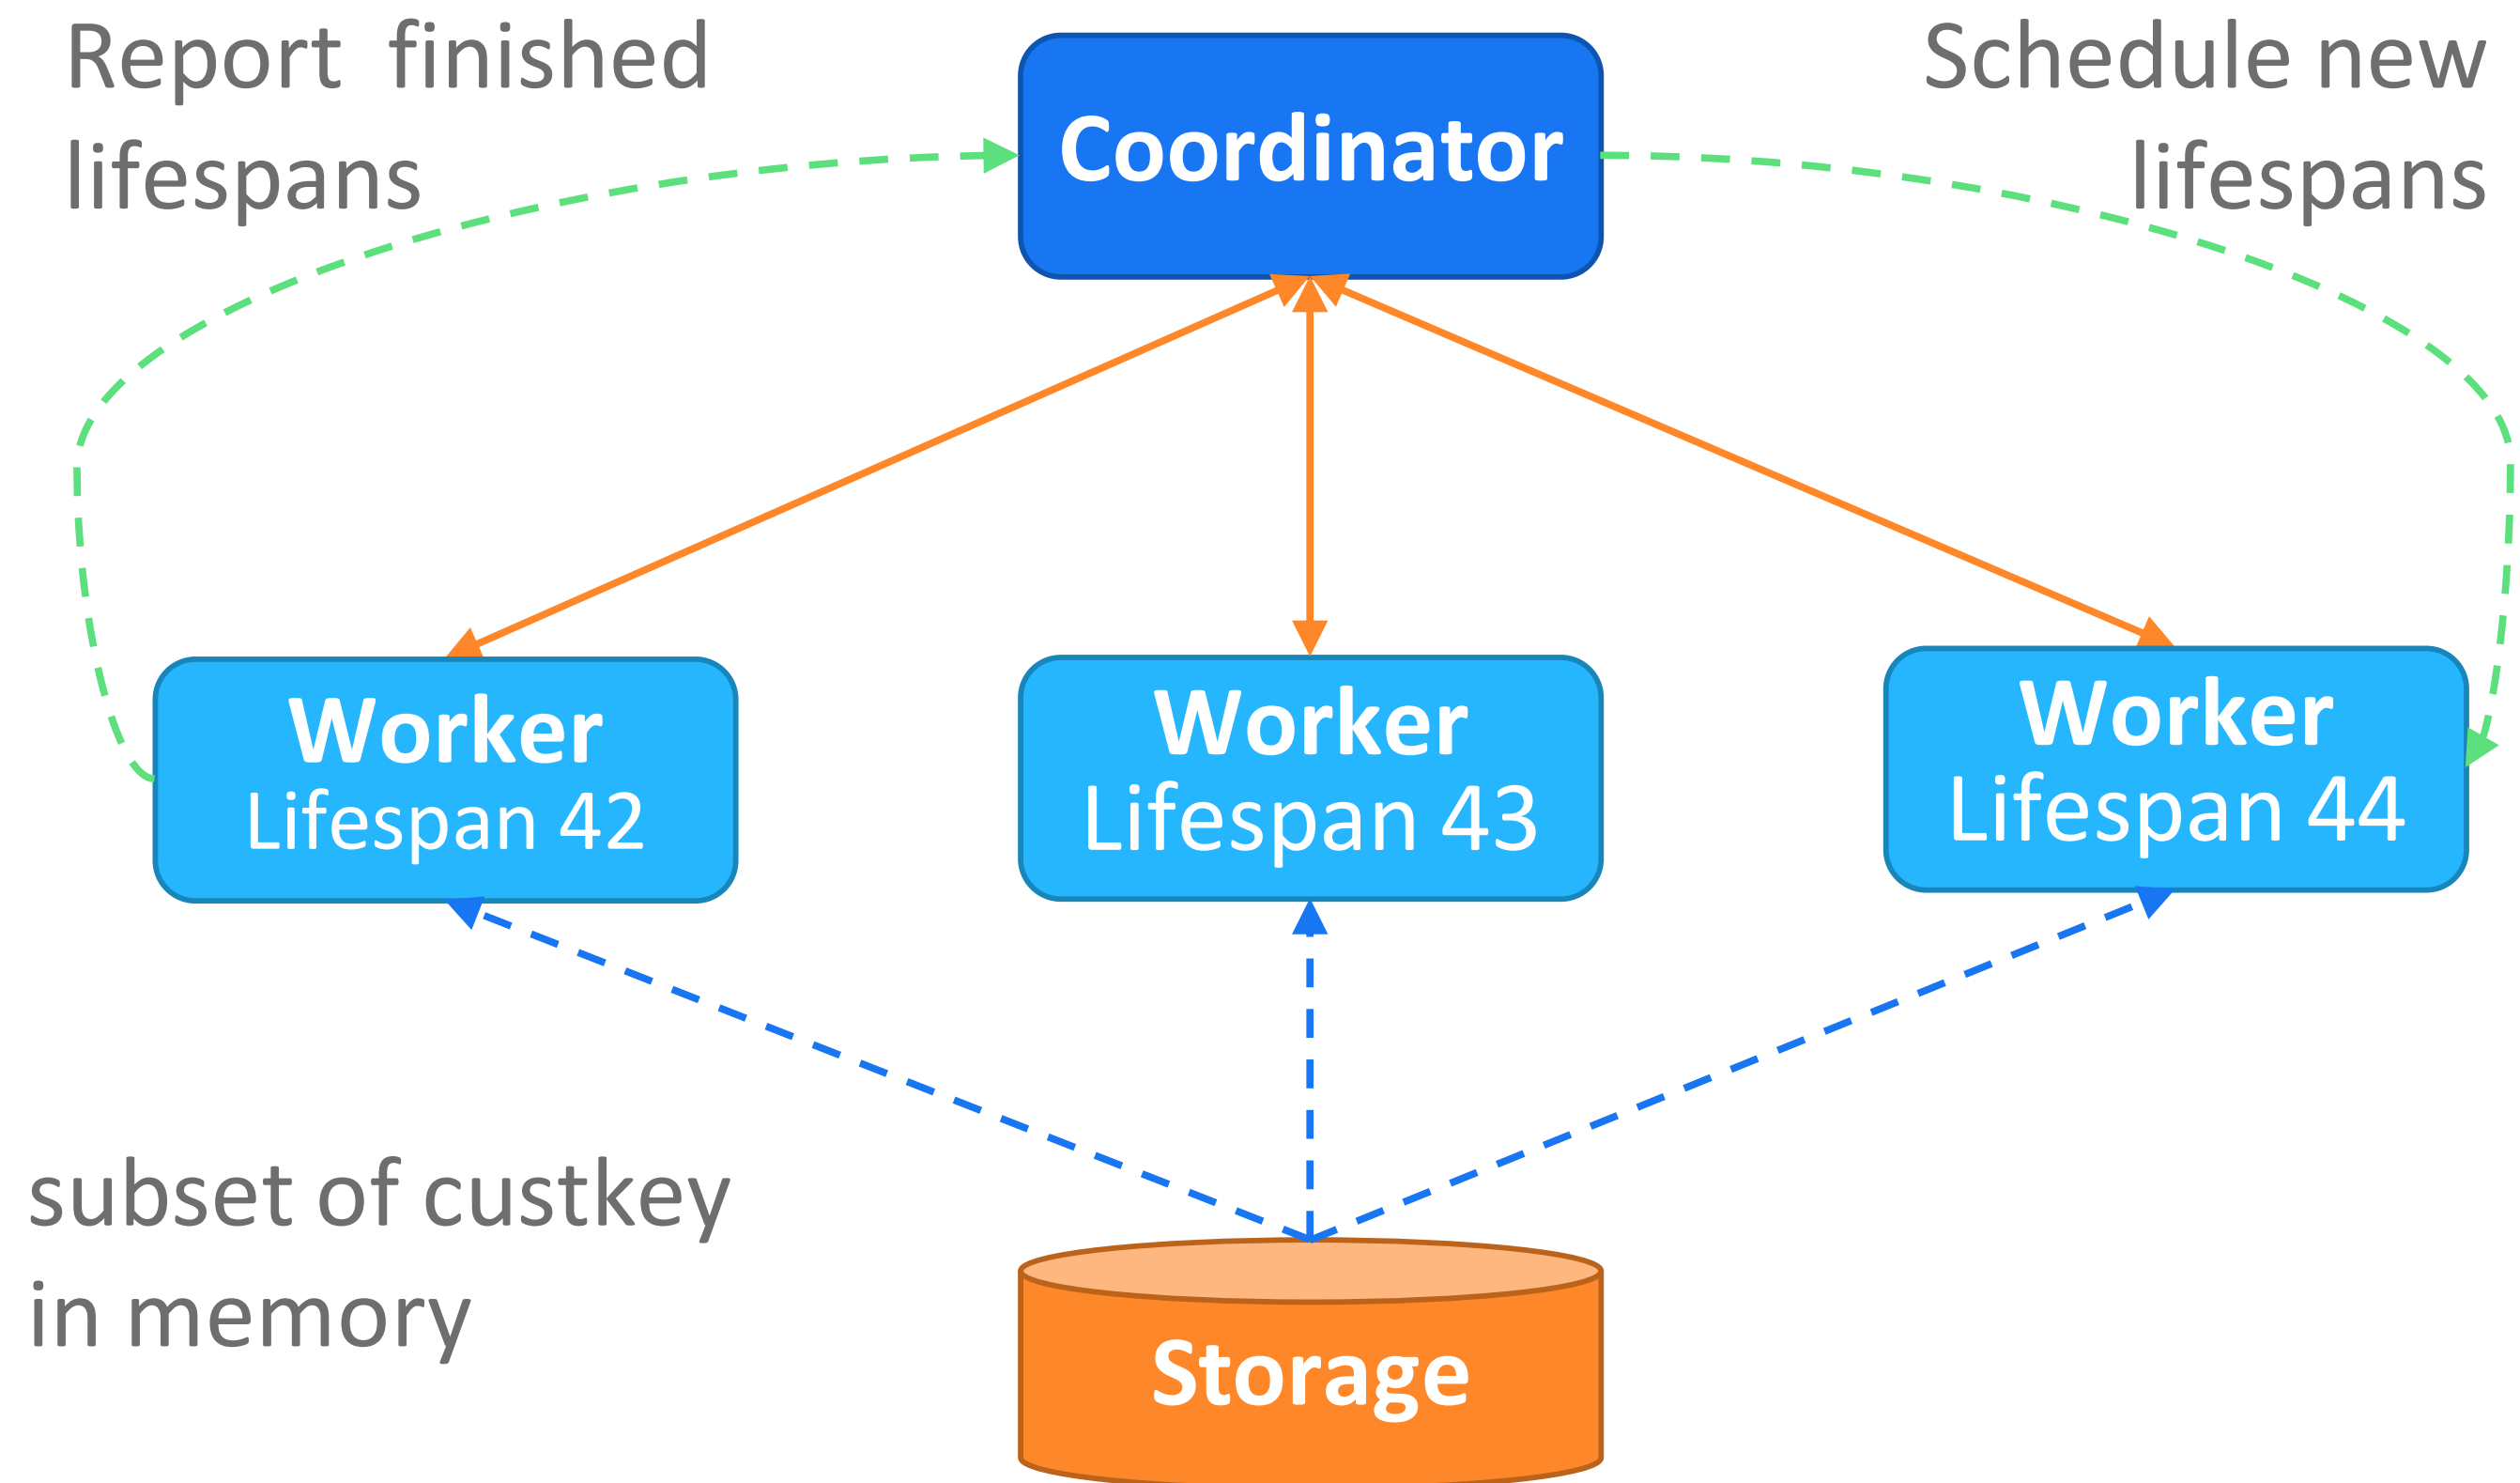 Report finished
lifespans
Coordinator
Schedule new
lifespans
Worker
Lifespan 42
Worker
Lifespan 43
Worker
Lifespan 44
subset of custkey
in memory
Storage